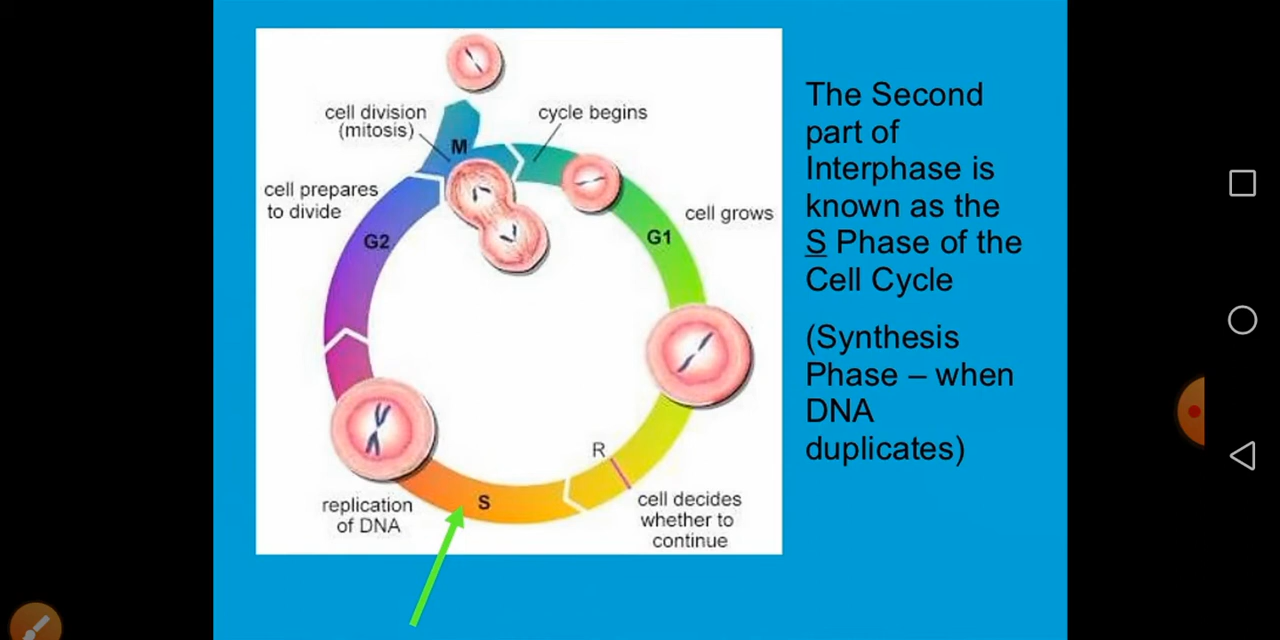 cell division
(mitosis)
cycle begins
M
cell prepares
to divide
G2
cell grows
G1
R
cell decides
whether to
continue
S
replication
of DNA
The Second
part of
Interphase is
known as the
S Phase of the
Cell Cycle
(Synthesis
Phase – when
DNA
duplicates)